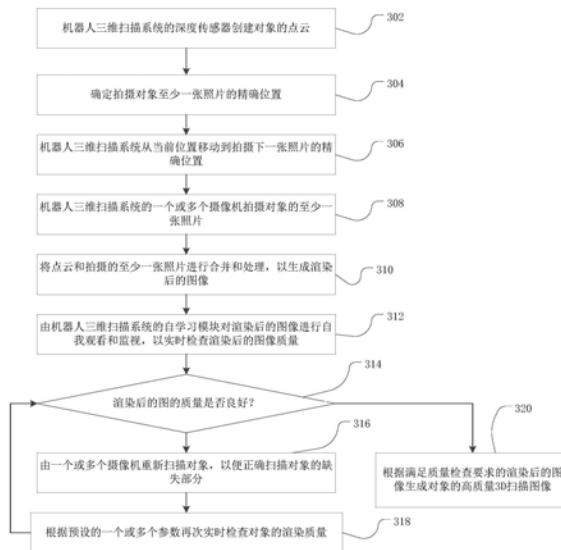 机器人三维扫描系统的深度传感器创建对象的点云
302
确定拍摄对象至少一张照片的精确位置
304
机器人三维扫描系统从当前位置移动到拍摄下一张照片的精
确位置
306
机器人三维扫描系统的一个或多个摄像机拍摄对象的至少一
张照片
308
将点云和拍摄的至少一张照片进行合并和处理，以生成渲染
后的图像
310
由机器人三维扫描系统的自学习模块对渲染后的图像进行自
我观看和监视，以实时检查渲染后的图像质量
312
渲染后的图的质量是否良好？
314
由一个或多个摄像机重新扫描对象，以便正确扫描对象的缺
失部分
316
根据预设的一个或多个参数再次实时检查对象的渲染质量
318
根据满足质量检查要求的渲染后的图
像生成对象的高质量3D扫描图像
320